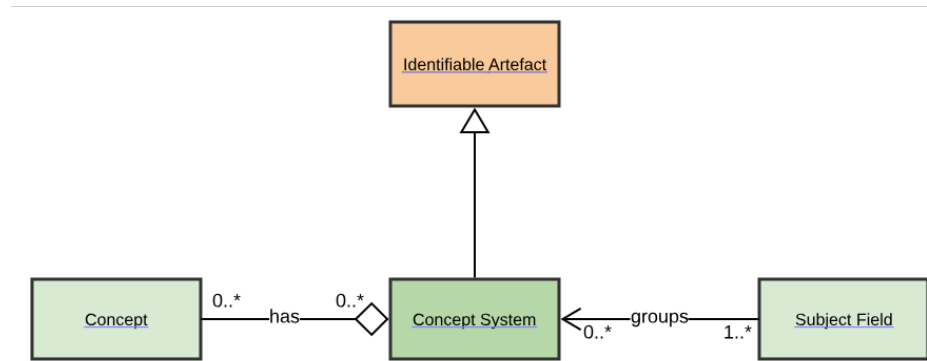 Identifiable Artefact
0..* has 0..*
Concept
Concept System
0..* groups 1..*
Subject Field